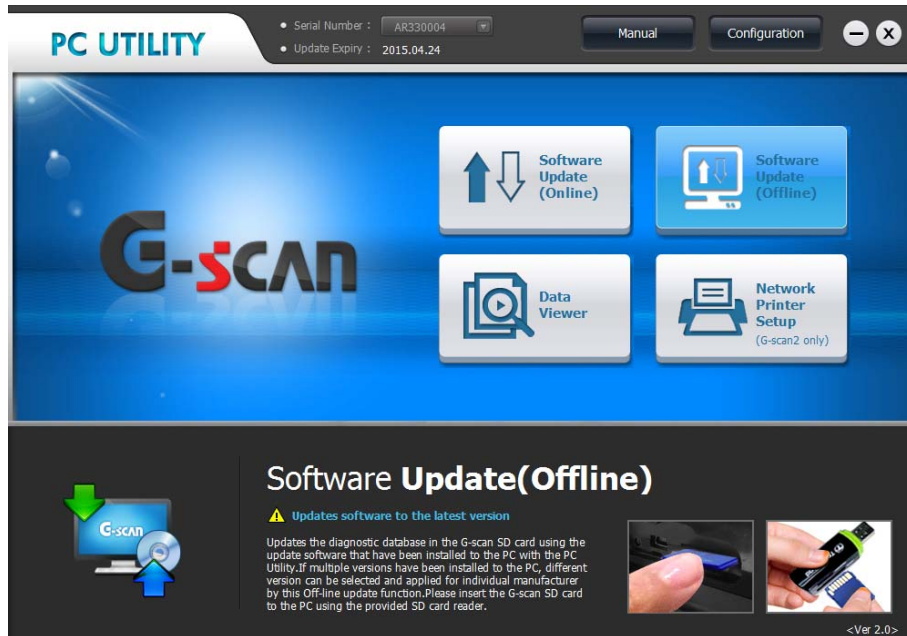 PC UTILITY
Serial Number : AR330004
Update Expiry : 2015.04.24
Manual
Configuration
G-SCAN
Software
Update
(Online)
Software
Update
(Offline)
Data
Viewer
Network
Printer
Setup
(G-scan2 only)
G-SCAN
Software Update(Offline)
Updates software to the latest version
Updates the diagnostic database in the G-scan SD card using the
update software that have been installed to the PC with the PC
Utility.If multiple versions have been installed to the PC, different
version can be selected and applied for individual manufacturer
by this Off-line update function.Please insert the G-scan SD card
to the PC using the provided SD card reader.
<Ver 2.0>